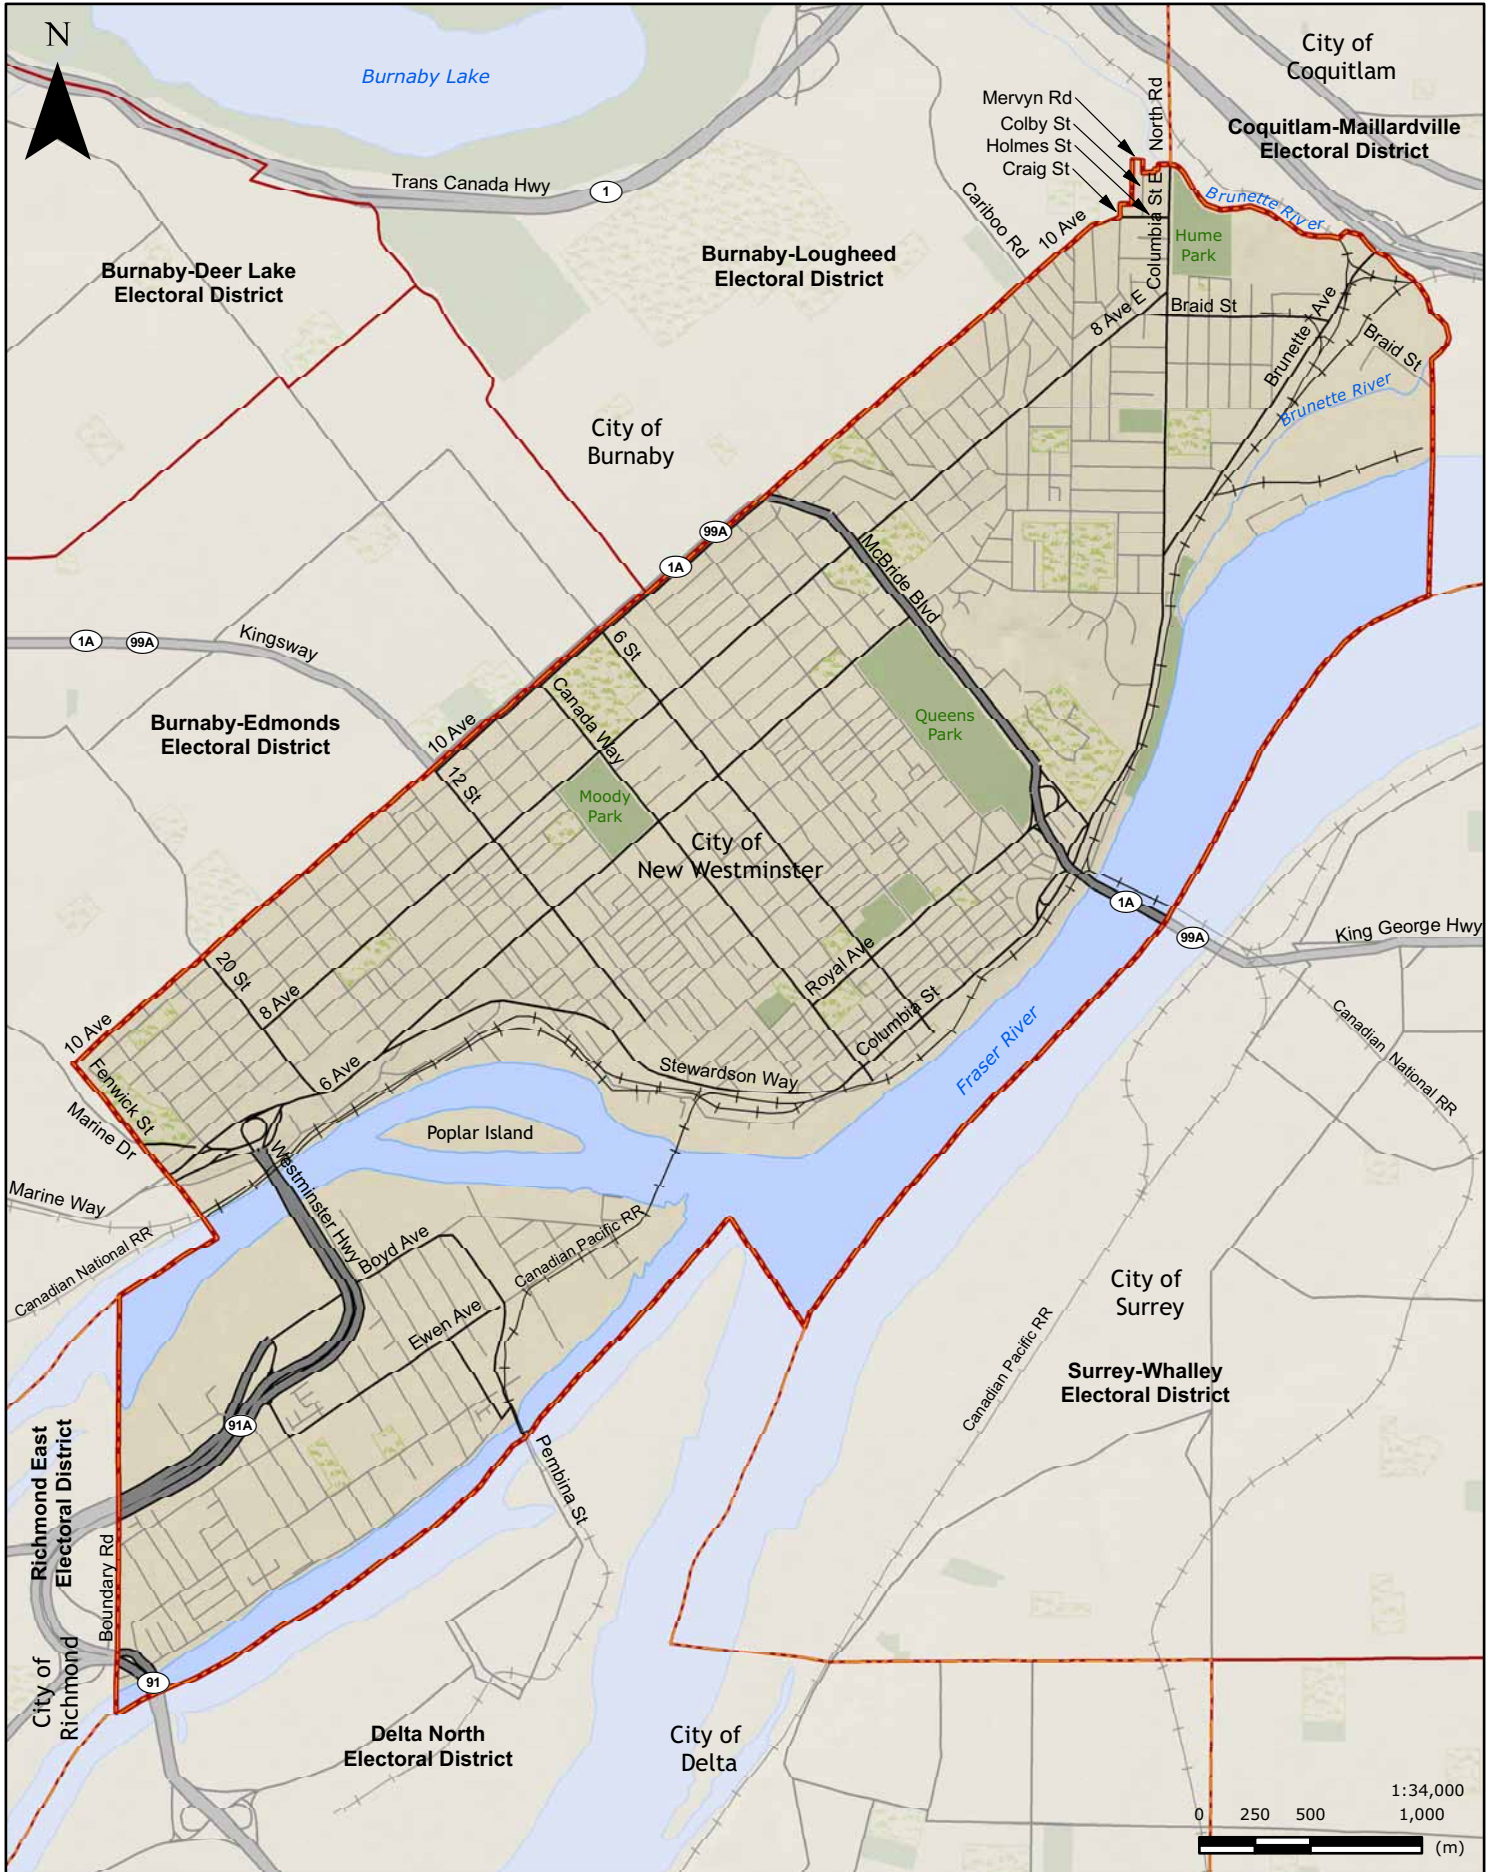 N
Burnaby Lake
City of
Coquitlam
Mervyn Rd
Colby St
Holmes St
Craig St
North Rd
Coquitlam-Maillardville
Electoral District
Trans Canada Hwy
1
Cariboo Rd
10 Ave
Columbia St E
Brunette River
Hume
Park
Burnaby-Deer Lake
Electoral District
Burnaby-Lougheed
Electoral District
8 Ave E
Braid St
Brunette Ave
Braid St
Brunette River
City of
Burnaby
99A
1A
McBride Blvd
1A
99A
Kingsway
6 St
Canada Way
Burnaby-Edmonds
Electoral District
10 Ave
12 St
Queens
Park
Moody
Park
City of
New Westminster
1A
99A
King George Hwy
20 St
8 Ave
Royal Ave
Columbia St
10 Ave
Fenwick St
6 Ave
Stewardson Way
Fraser River
Canadian National RR
Marine Dr
Poplar Island
Marine Way
Westminster Hwy
Canadian National RR
Boyd Ave
Canadian Pacific RR
Ewen Ave
City of
Surrey
Canadian Pacific RR
Surrey-Whalley
Electoral District
91A
Richmond East
Electoral District
Pembina St
Boundary Rd
City of
Richmond
91
Delta North
Electoral District
City of
Delta
1:34,000
0 250 500 1,000
(m)